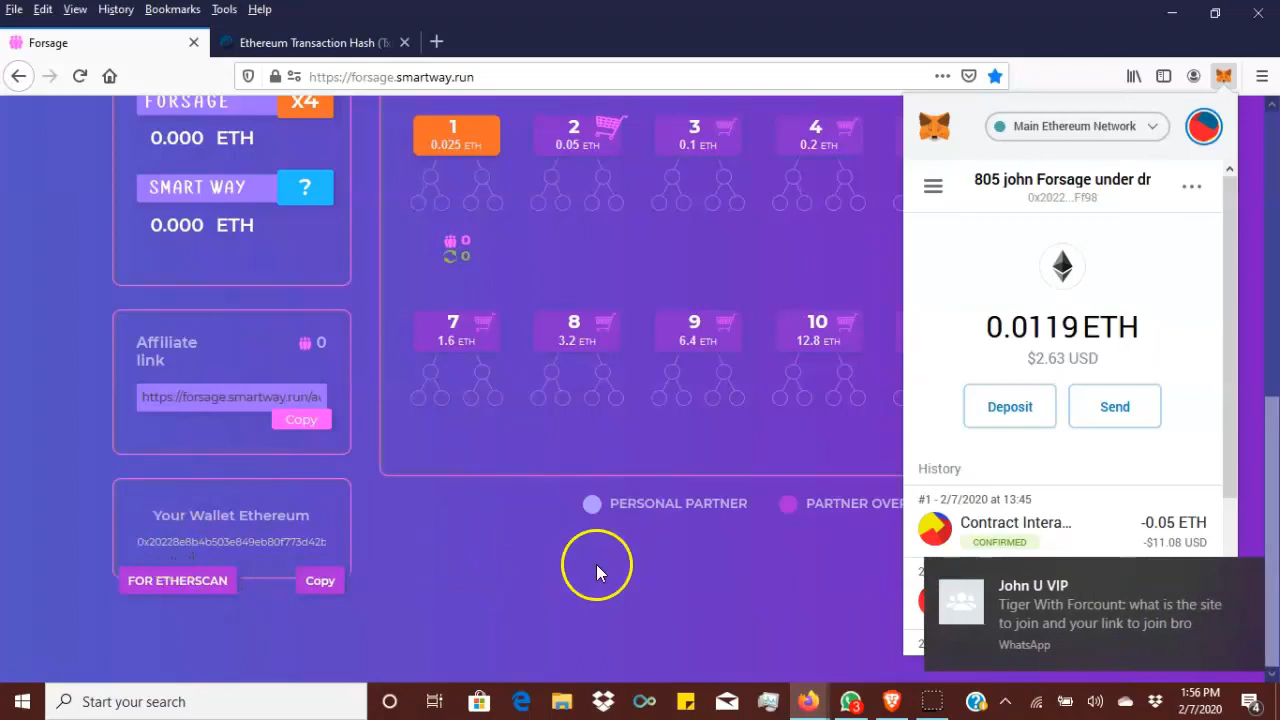 File Edit View History Bookmarks Tools Help
Forsage
Ethereum Transaction Hash (Tx
https://forsage.smartway.run
FORSAGE x4
0.000 ETH
SMART WAY ?
0.000 ETH
Affiliate link
0
https://forsage.smartway.run/a
Copy
Your Wallet Ethereum
0x20228e8b4b503e849eb80f773d42b
FOR ETHERSCAN
Copy
1
0.025 ETH
2
0.05 ETH
3
0.1 ETH
4
0.2 ETH
0
0
7
1.6 ETH
8
3.2 ETH
9
6.4 ETH
10
12.8 ETH
PERSONAL PARTNER
PARTNER OVER
Main Ethereum Network
805 john Forsage under dr
0x2022...Ff98
0.0119 ETH
$2.63 USD
Deposit
Send
History
#1 - 2/7/2020 at 13:45
Contract Intera...
-0.05 ETH
CONFIRMED
-$11.08 USD
John U VIP
Tiger With Forcount: what is the site
to join and your link to join bro
WhatsApp
Start your search
3
1:56 PM
2/7/2020
4